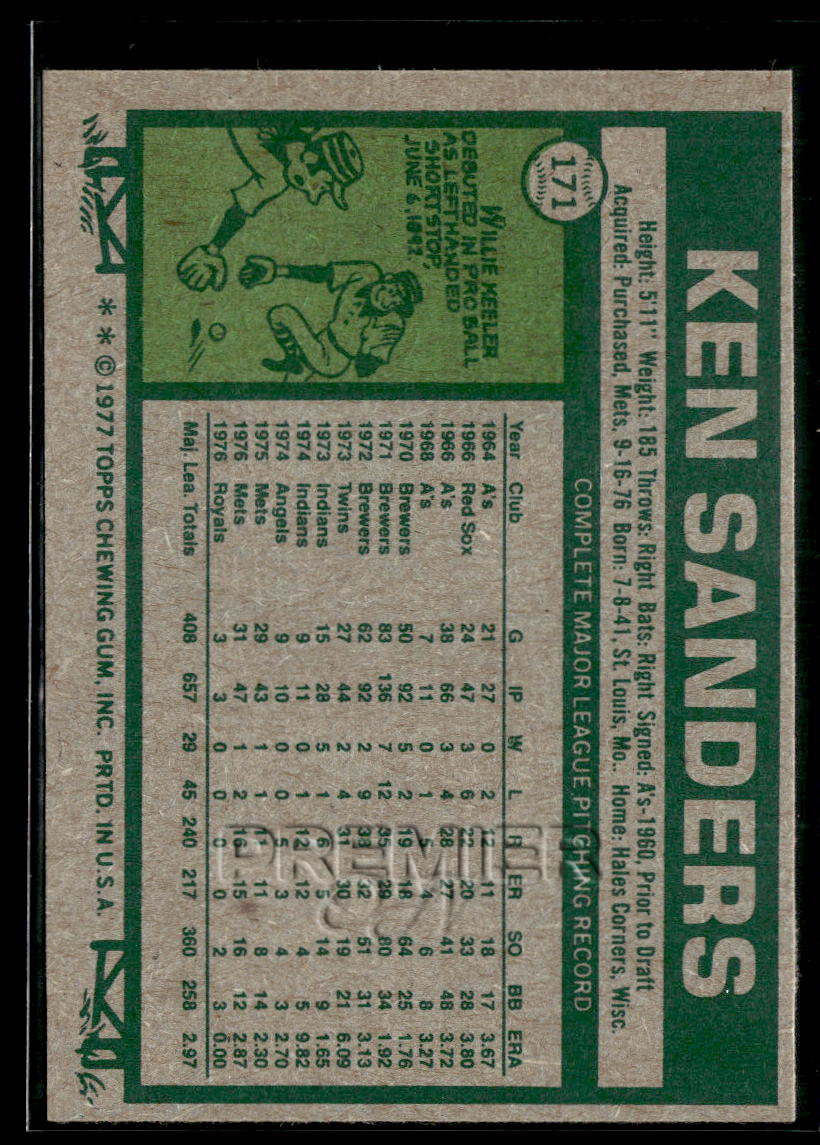 171
KEN SANDERS
Height: 5'11" Weight: 185 Throws: Right Bats: Right Signed: A's-1960, Prior to Draft
Acquired: Purchased, Mets, 9-16-76 Born: 7-8-41, St. Louis, Mo.. Home: Hales Corners, Wisc.
COMPLETE MAJOR LEAGUE PITCHING RECORD
WILLIE KEELER
DEBUTED IN PRO BALL
AS LEFTHANDED
SHORTSTOP,
JUNE 6, 1892.
Year Club G IP W L R ER SO BB ERA
1964 A's 21 27 0 2 12 11 18 17 3.67
1966 Red Sox 24 47 3 6 22 20 33 28 3.80
1966 A's 38 66 3 4 28 27 41 48 3.72
1968 A's 7 11 0 1 5 4 6 8 3.27
1970 Brewers 50 92 5 2 19 18 64 25 1.76
1971 Brewers 83 136 7 12 35 29 80 34 1.92
1972 Brewers 62 92 2 9 38 32 51 31 3.13
1973 Twins 27 44 2 4 31 30 19 21 6.09
1973 Indians 15 28 5 1 6 5 14 9 1.65
1974 Indians 9 11 0 1 12 12 4 5 9.82
1974 Angels 9 10 0 0 5 3 4 3 2.70
1975 Mets 29 43 1 1 11 11 8 14 2.30
1976 Mets 31 47 1 2 16 15 16 12 2.87
1976 Royals 3 3 0 0 0 0 2 3 0.00
Maj. Lea. Totals 408 657 29 45 240 217 360 258 2.97
* * © 1977 TOPPS CHEWING GUM, INC. PRTD. IN U.S.A.
PREMIER